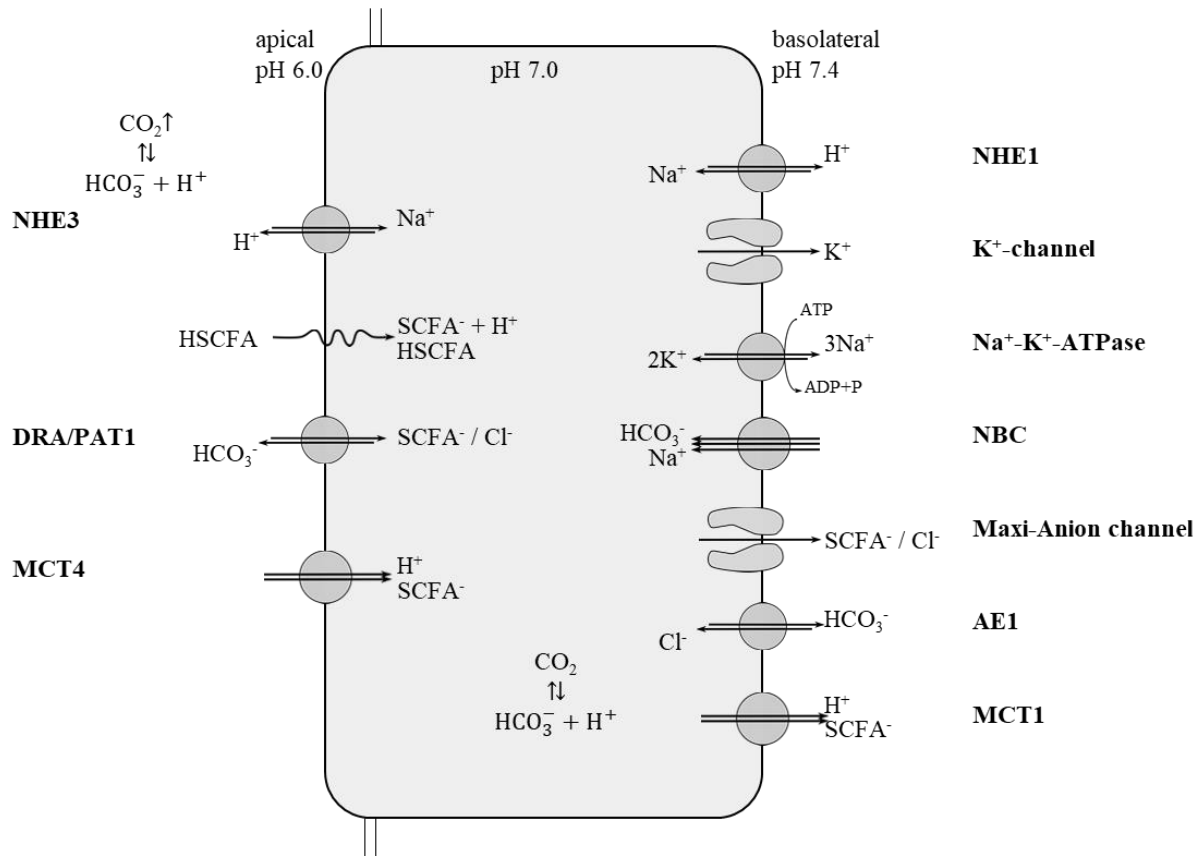 apical
pH 6.0
pH 7.0
basolateral
pH 7.4
CO₂↑
⇅
HCO₃⁻ + H⁺
NHE3
H⁺
Na⁺
HSCFA
SCFA⁻ + H⁺
HSCFA
DRA/PAT1
HCO₃⁻
SCFA⁻ / Cl⁻
MCT4
H⁺
SCFA⁻
CO₂
⇅
HCO₃⁻ + H⁺
Na⁺
H⁺
NHE1
K⁺
K⁺-channel
ATP
2K⁺
3Na⁺
ADP+P
Na⁺-K⁺-ATPase
HCO₃⁻
Na⁺
NBC
SCFA⁻ / Cl⁻
Maxi-Anion channel
Cl⁻
HCO₃⁻
AE1
H⁺
SCFA⁻
MCT1